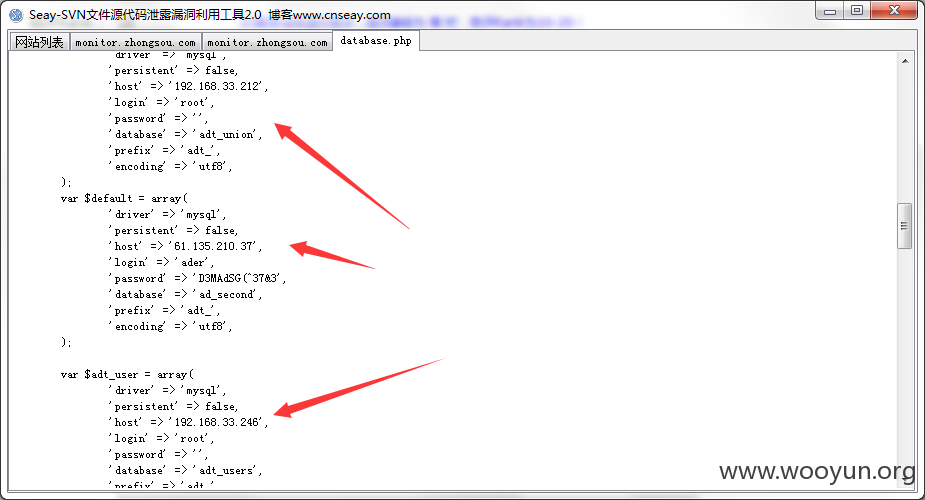 Seay-SVN文件源代码泄露漏洞利用工具2.0 博客www.cnseay.com
网站列表 monitor.zhongsou.com monitor.zhongsou.com database.php
'driver' => 'mysql',
'persistent' => false,
'host' => '192.168.33.212',
'login' => 'root',
'password' => '',
'database' => 'adt_union',
'prefix' => 'adt_',
'encoding' => 'utf8',
);
var $default = array(
'driver' => 'mysql',
'persistent' => false,
'host' => '61.135.210.37',
'login' => 'ader',
'password' => 'D3MAdSG(^37&3',
'database' => 'ad_second',
'prefix' => 'adt_',
'encoding' => 'utf8',
);
var $adt_user = array(
'driver' => 'mysql',
'persistent' => false,
'host' => '192.168.33.246',
'login' => 'root',
'password' => '',
'database' => 'adt_users',
'prefix' => 'adt_'
www.wooyun.org